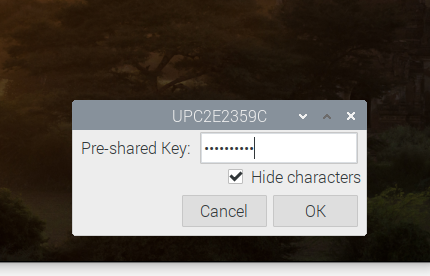 UPC2E2359C
Pre-shared Key: ••••••••••
Hide characters
Cancel OK